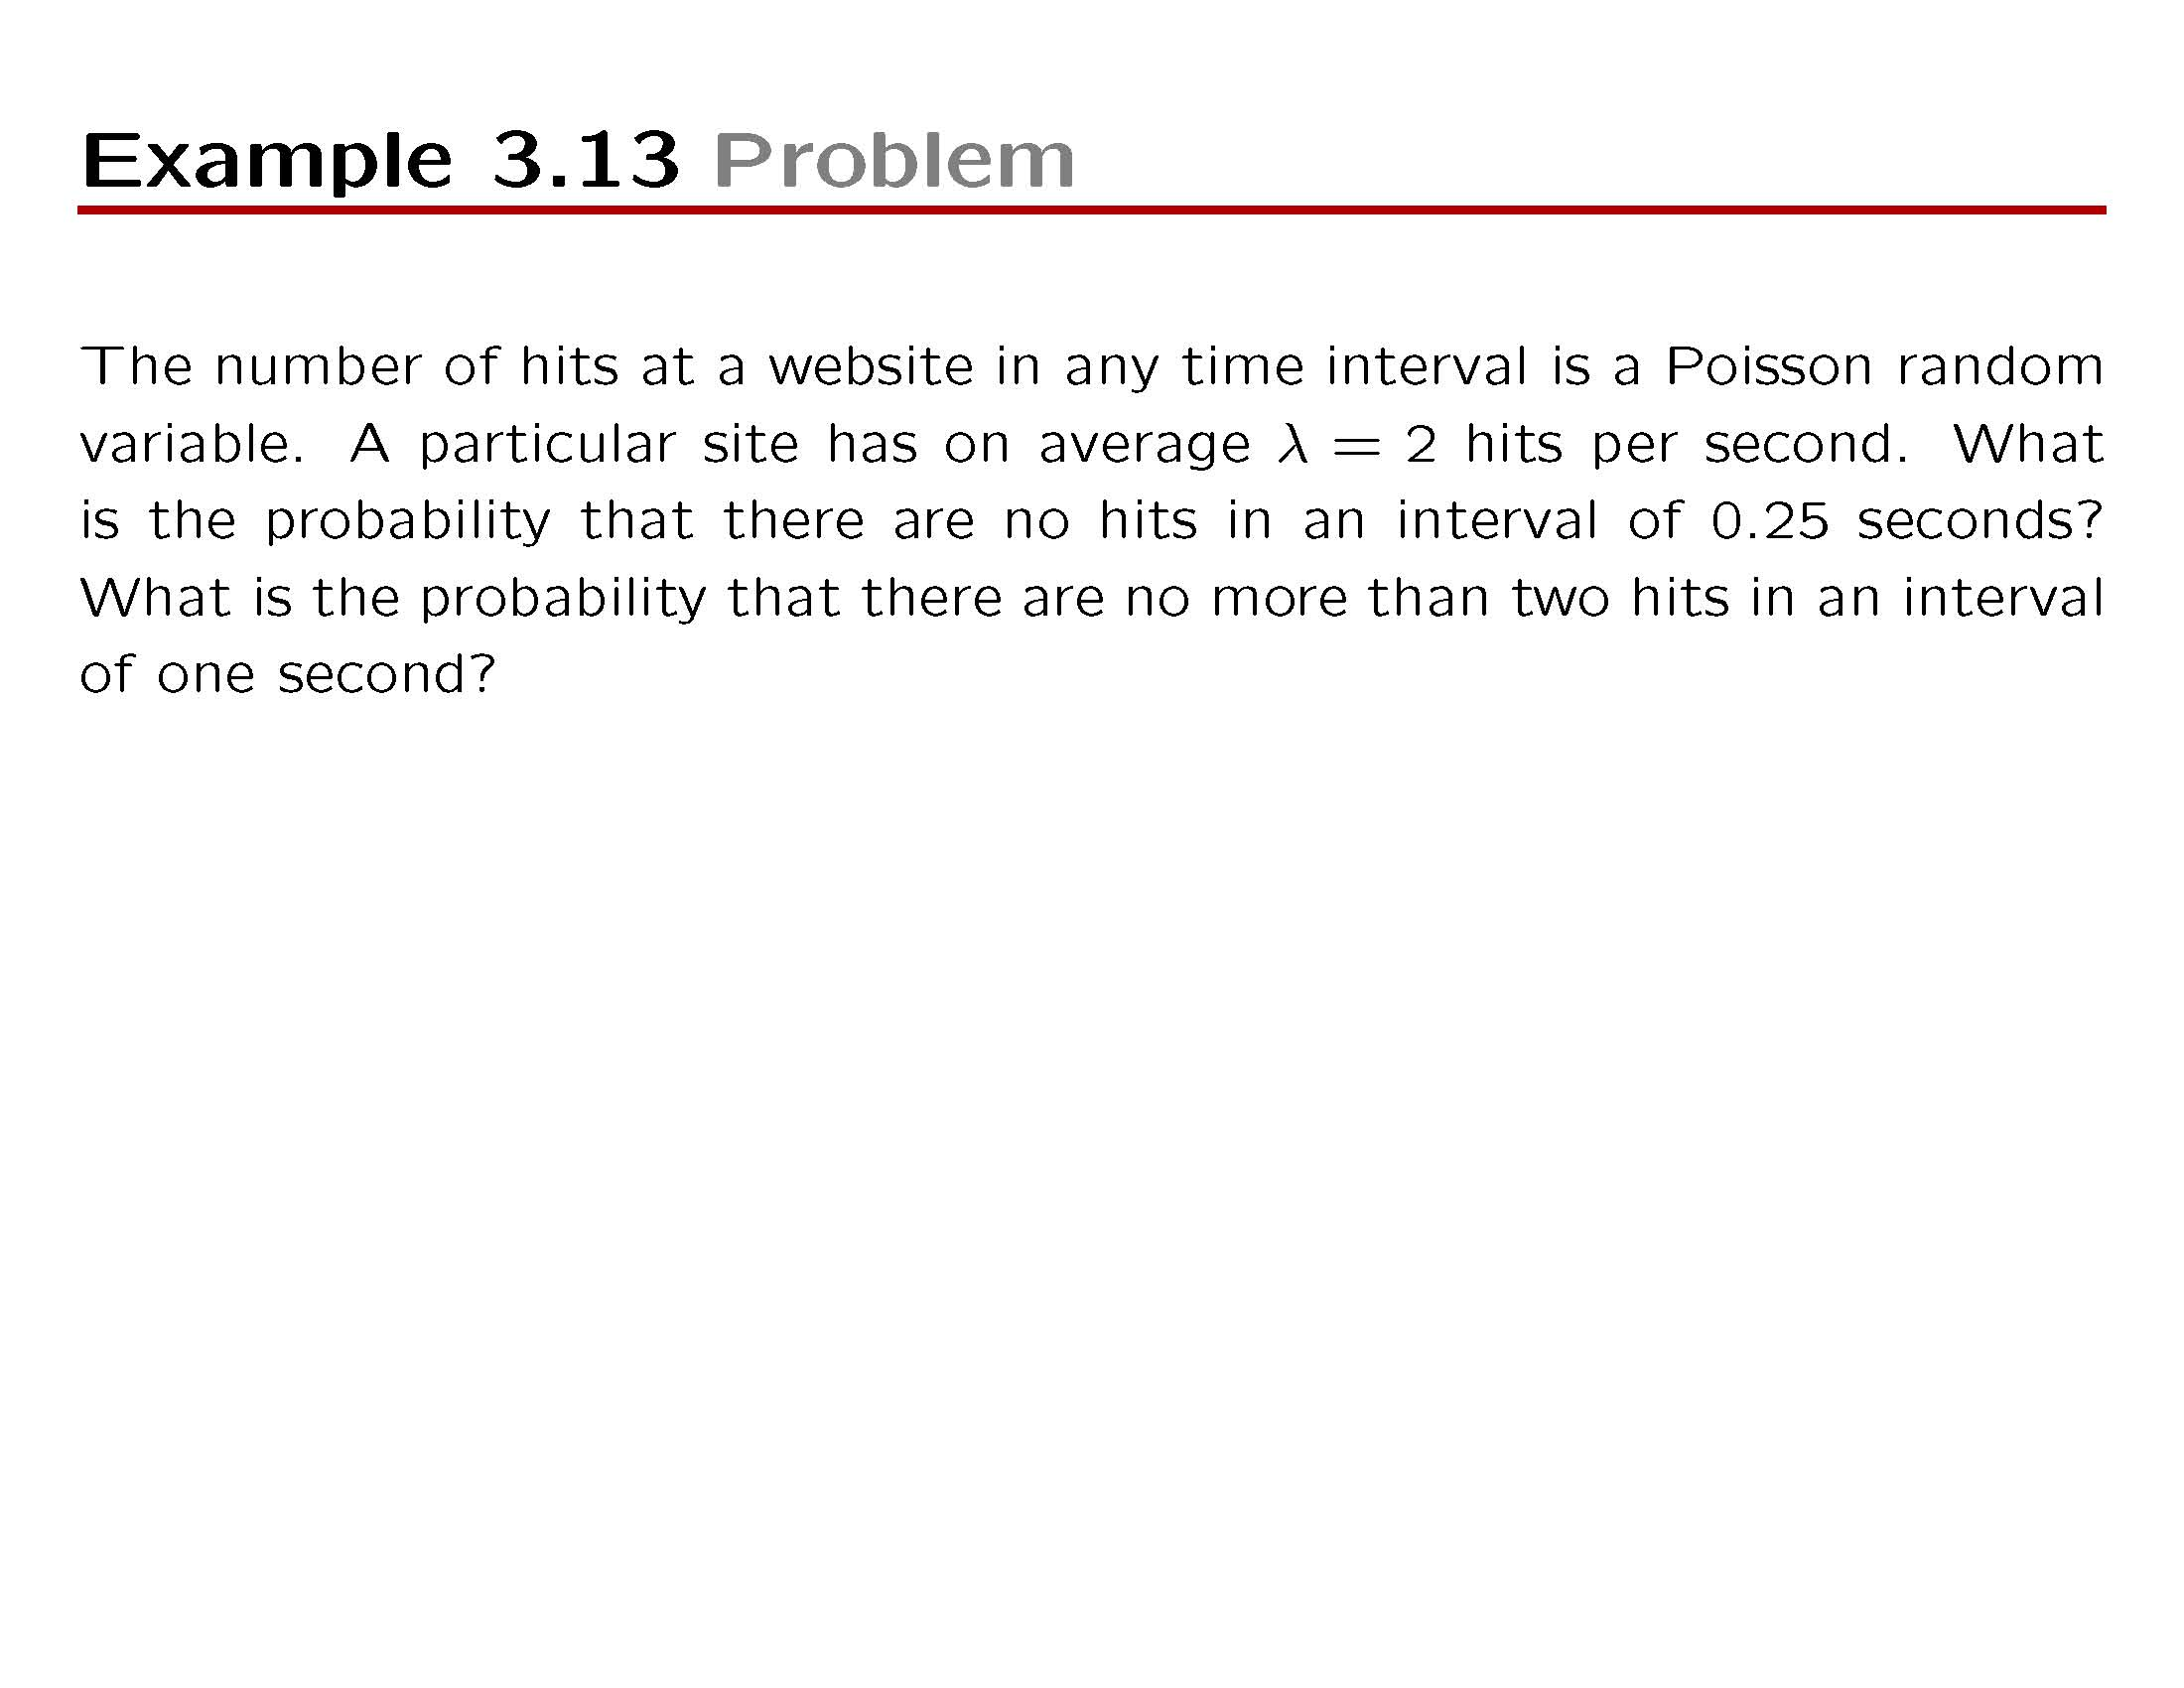 Example 3.13 Problem
The number of hits at a website in any time interval is a Poisson random
variable. A particular site has on average λ = 2 hits per second. What
is the probability that there are no hits in an interval of 0.25 seconds?
What is the probability that there are no more than two hits in an interval
of one second?